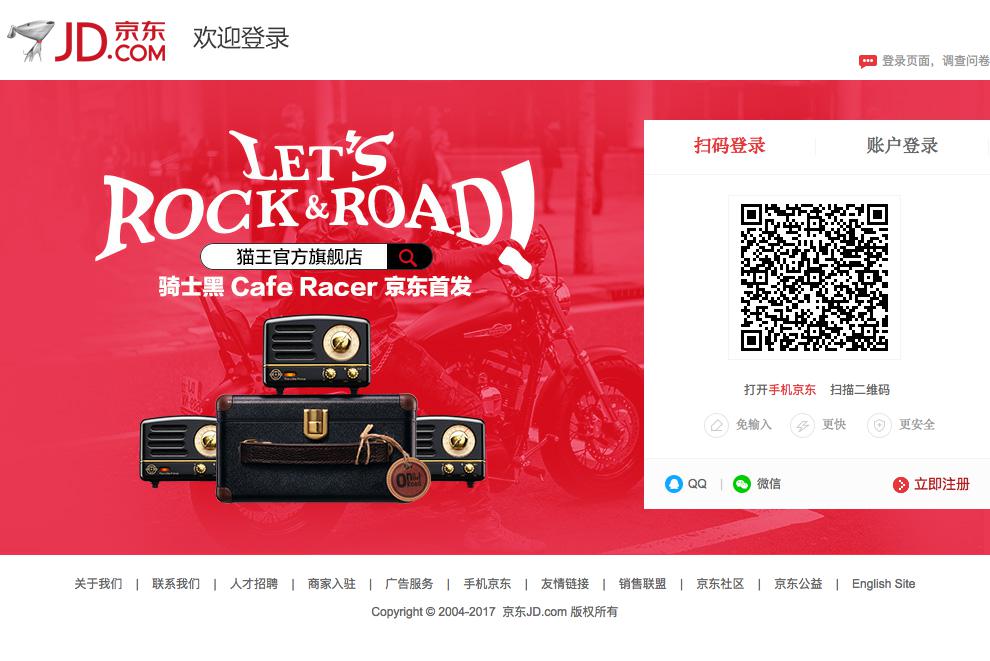 JD.京东
.COM
欢迎登录
登录页面，调查问卷
LET'S
ROCK & ROAD!
猫王官方旗舰店
骑士黑 Cafe Racer 京东首发
On the Road
扫码登录 账户登录
打开手机京东 扫描二维码
免输入 更快 更安全
QQ | 微信 立即注册
关于我们 | 联系我们 | 人才招聘 | 商家入驻 | 广告服务 | 手机京东 | 友情链接 | 销售联盟 | 京东社区 | 京东公益 | English Site
Copyright © 2004-2017 京东JD.com 版权所有